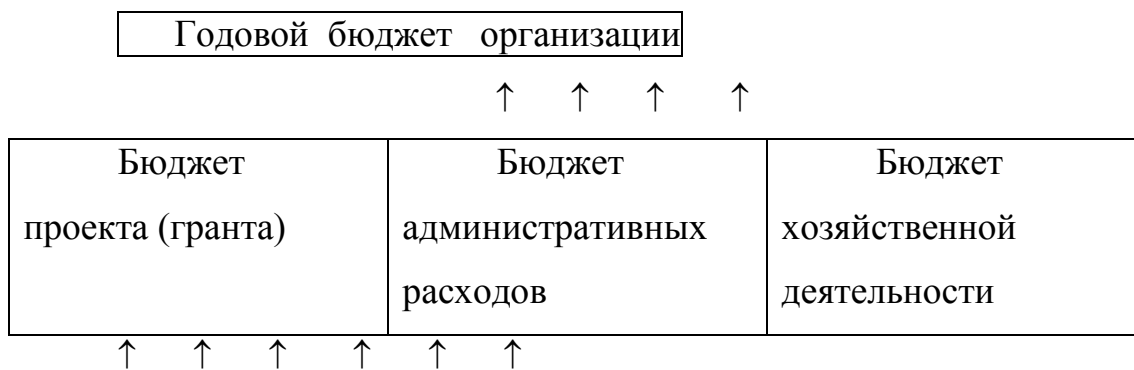 Годовой бюджет организации
↑ ↑ ↑ ↑
Бюджет проекта (гранта)
Бюджет административных расходов
Бюджет хозяйственной деятельности
↑ ↑ ↑ ↑ ↑ ↑